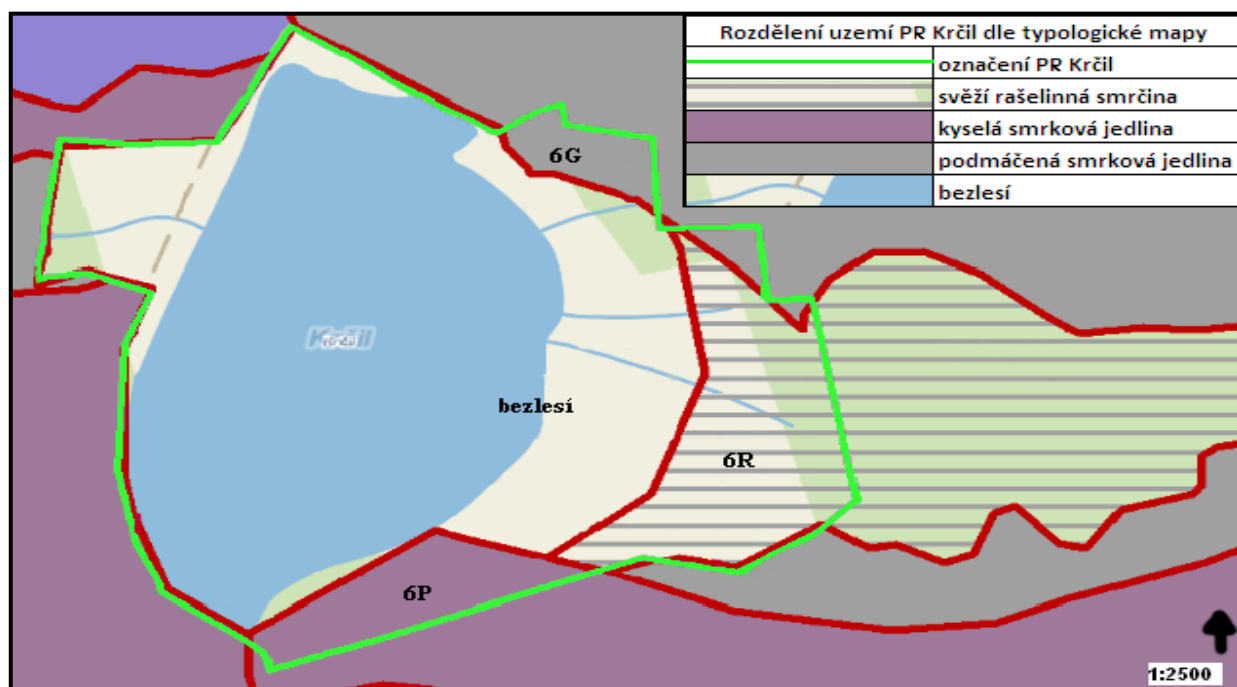 Rozdělení uzemí PR Krčil dle typologické mapy
označení PR Krčil
svěží rašelinná smrčina
kyselá smrková jedlina
podmáčená smrková jedlina
bezlesí
6G
Krčil
bezlesí
6R
6P
1:2500